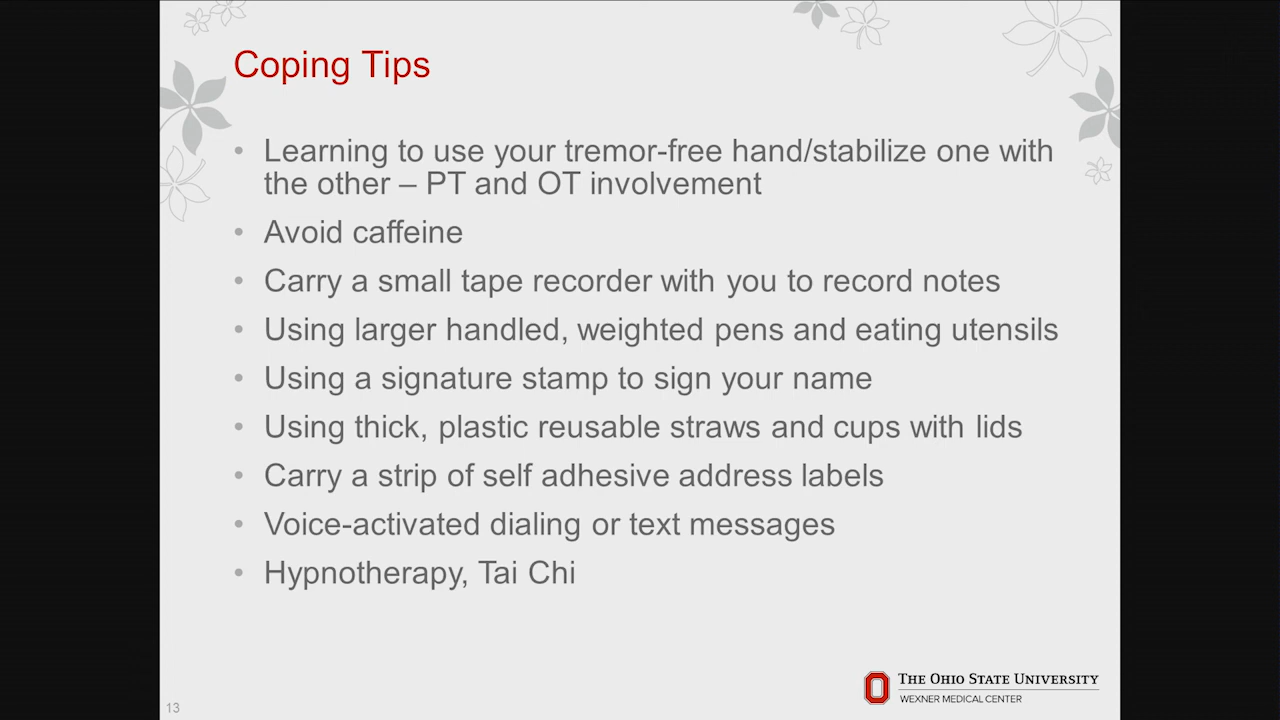 Coping Tips
• Learning to use your tremor-free hand/stabilize one with
the other – PT and OT involvement
• Avoid caffeine
• Carry a small tape recorder with you to record notes
• Using larger handled, weighted pens and eating utensils
• Using a signature stamp to sign your name
• Using thick, plastic reusable straws and cups with lids
• Carry a strip of self adhesive address labels
• Voice-activated dialing or text messages
• Hypnotherapy, Tai Chi
THE OHIO STATE UNIVERSITY
WEXNER MEDICAL CENTER
13